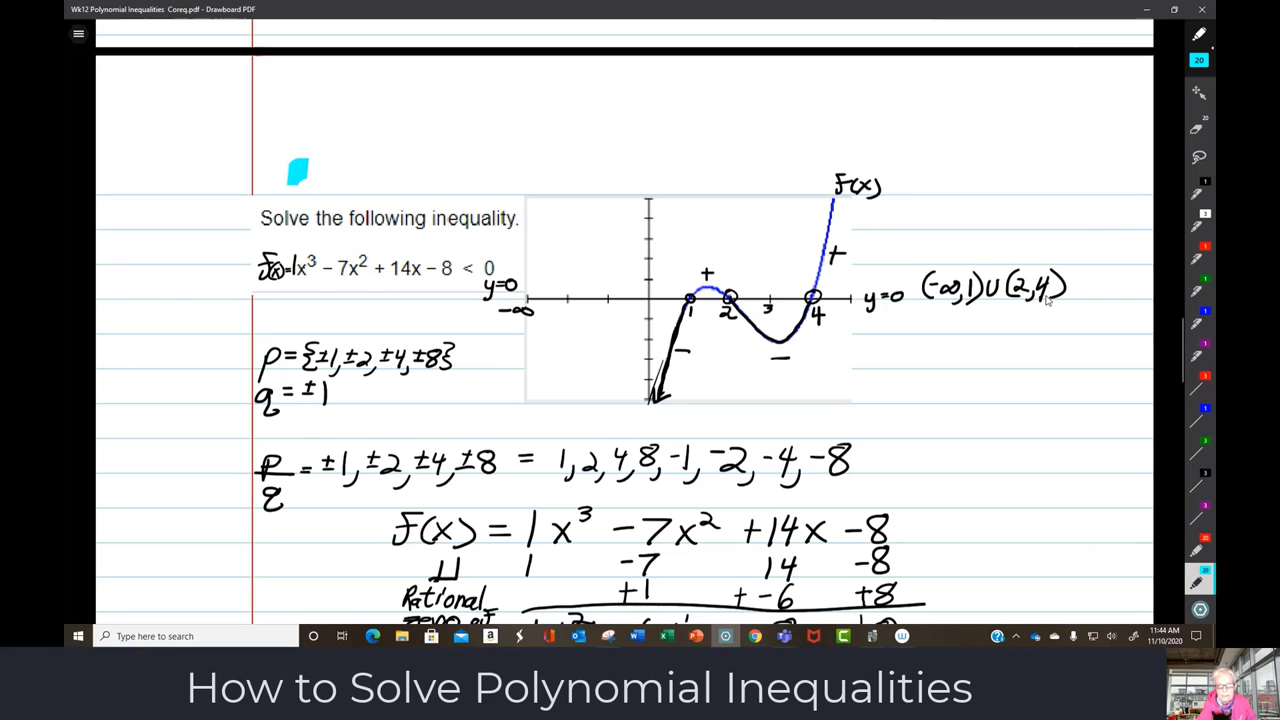 Wk12 Polynomial Inequalities Coreq.pdf - Drawboard PDF
20
F(x)
Solve the following inequality.
F(x)=1x³ - 7x² + 14x - 8 < 0
y=0
y=0
-∞
1 2 3 4
+ + - -
(-∞,1)∪(2,4)
p = {±1,±2,±4,±8}
q = ±1
p/q = ±1, ±2, ±4, ±8 = 1,2,4,8,-1,-2,-4,-8
F(x) = 1x³ -7x² +14x -8
1 1 -7 14 -8
Rational +1 + -6 +8
Type here to search
11:44 AM
11/10/2020
How to Solve Polynomial Inequalities